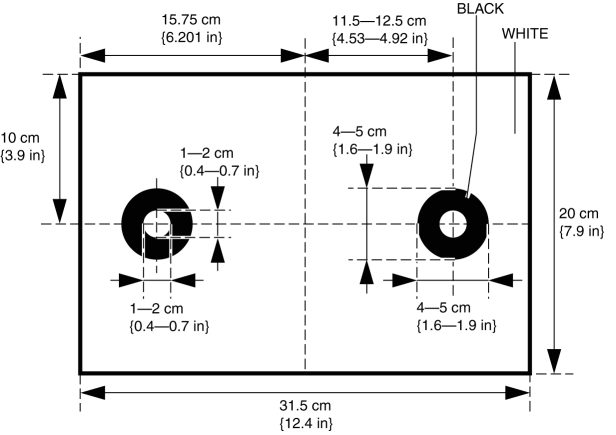 BLACK
15.75 cm
{6.201 in}
11.5—12.5 cm
{4.53—4.92 in}
WHITE
10 cm
{3.9 in}
1—2 cm
{0.4—0.7 in}
4—5 cm
{1.6—1.9 in}
20 cm
{7.9 in}
1—2 cm
{0.4—0.7 in}
4—5 cm
{1.6—1.9 in}
31.5 cm
{12.4 in}